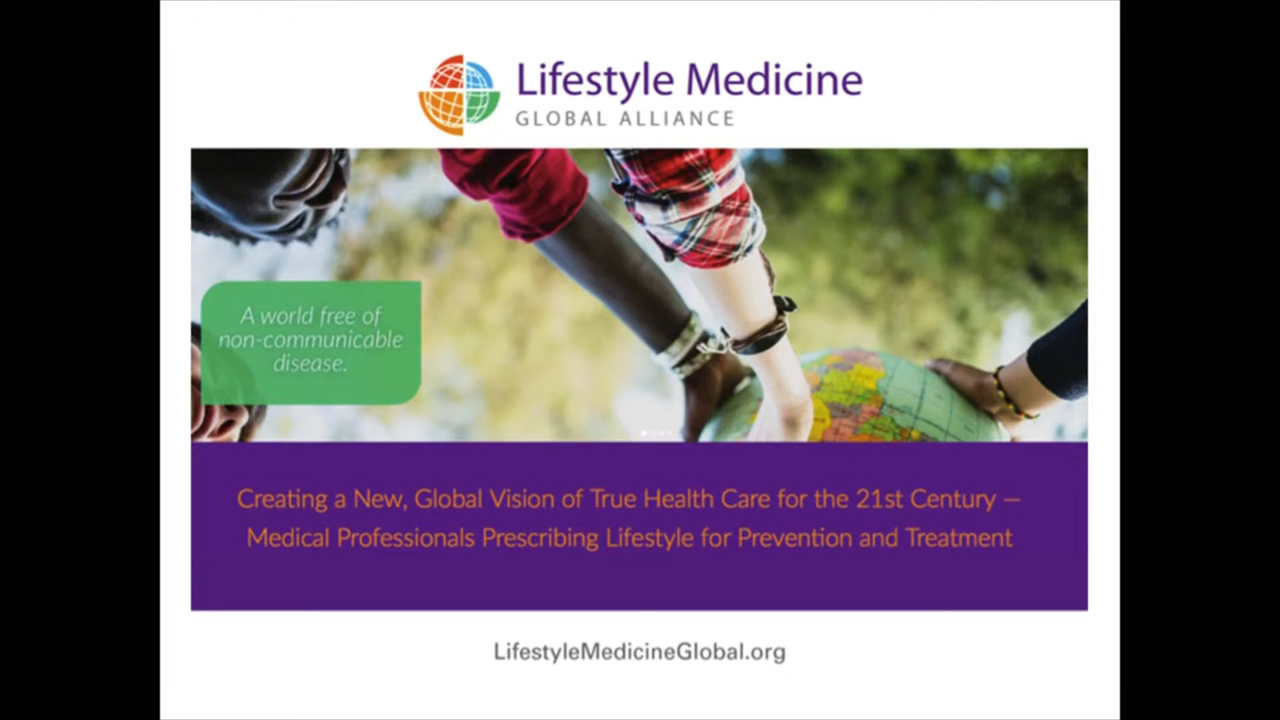 Lifestyle Medicine
GLOBAL ALLIANCE
A world free of
non-communicable
disease.
Creating a New, Global Vision of True Health Care for the 21st Century —
Medical Professionals Prescribing Lifestyle for Prevention and Treatment
LifestyleMedicineGlobal.org